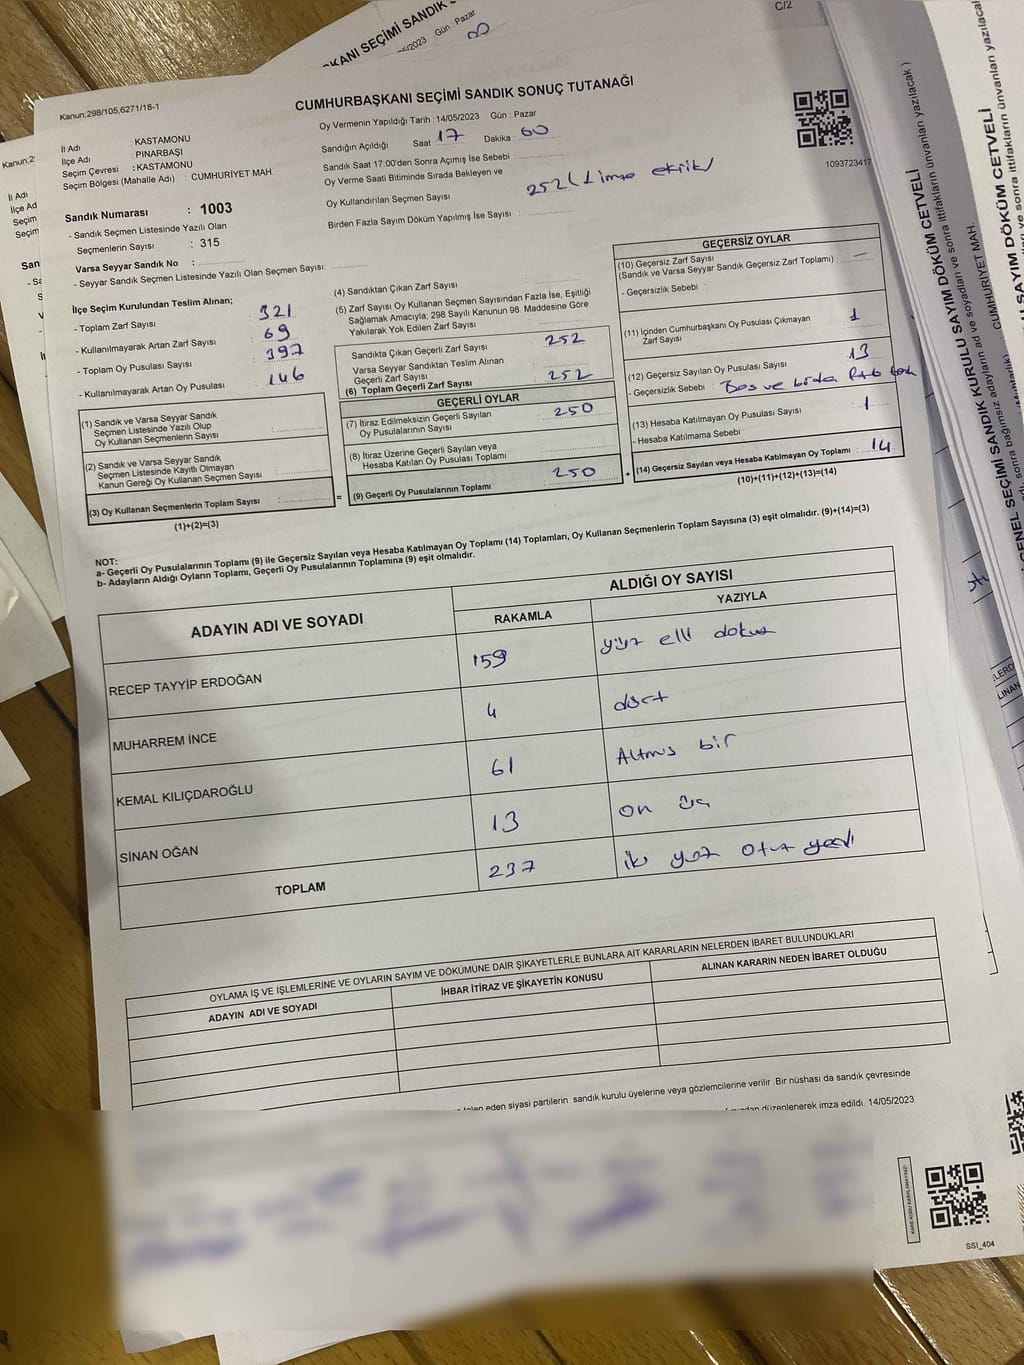 KANI SEÇİMİ SANDIK
/2023 Gün : Pazar
C/2
Kanun;298/105,6271/18-1
CUMHURBAŞKANI SEÇİMİ SANDIK SONUÇ TUTANAĞI
İl Adı : KASTAMONU
İlçe Adı : PINARBAŞI
Seçim Çevresi : KASTAMONU
Seçim Bölgesi (Mahalle Adı) : CUMHURİYET MAH.
Oy Vermenin Yapıldığı Tarih : 14/05/2023 Gün : Pazar
Sandığın Açıldığı Saat : 17 Dakika : 00
Sandık Saat 17:00'den Sonra Açımış İse Sebebi :
Oy Verme Saati Bitiminde Sırada Bekleyen ve
Oy Kullandırılan Seçmen Sayısı 252 (1 imza
Birden Fazla Sayım Döküm Yapılmış İse Sayısı :
1093723417
Sandık Numarası : 1003
- Sandık Seçmen Listesinde Yazılı Olan
Seçmenlerin Sayısı : 315
Varsa Seyyar Sandık No :
- Seyyar Sandık Seçmen Listesinde Yazılı Olan Seçmen Sayısı:
İlçe Seçim Kurulundan Teslim Alınan;
- Toplam Zarf Sayısı : 321
- Kullanılmayarak Artan Zarf Sayısı : 69
- Toplam Oy Pusulası Sayısı : 397
- Kullanılmayarak Artan Oy Pusulası : 146
(1) Sandık ve Varsa Seyyar Sandık
Seçmen Listesinde Yazılı Olup
Oy Kullanan Seçmenlerin Sayısı :
(2) Sandık ve Varsa Seyyar Sandık
Seçmen Listesinde Kayıtlı Olmayan
Kanun Gereği Oy Kullanan Seçmen Sayısı :
(3) Oy Kullanan Seçmenlerin Toplam Sayısı :
(1)+(2)=(3)
(4) Sandıktan Çıkan Zarf Sayısı :
(5) Zarf Sayısı Oy Kullanan Seçmen Sayısından Fazla İse, Eşitliği
Sağlamak Amacıyla, 298 Sayılı Kanunun 98. Maddesine Göre
Yakılarak Yok Edilen Zarf Sayısı :
Sandıkta Çıkan Geçerli Zarf Sayısı : 252
Varsa Seyyar Sandıktan Teslim Alınan
Geçerli Zarf Sayısı :
(6) Toplam Geçerli Zarf Sayısı : 252
GEÇERLİ OYLAR
(7) İtiraz Edilmeksizin Geçerli Sayılan
Oy Pusulalarının Sayısı : 250
(8) İtiraz Üzerine Geçerli Sayılan veya
Hesaba Katılan Oy Pusulası Toplamı :
= (9) Geçerli Oy Pusulalarının Toplamı : 250
GEÇERSİZ OYLAR
(10) Geçersiz Zarf Sayısı
(Sandık ve Varsa Seyyar Sandık Geçersiz Zarf Toplamı) : -
- Geçersizlik Sebebi :
(11) İçinden Cumhurbaşkanı Oy Pusulası Çıkmayan
Zarf Sayısı : 1
(12) Geçersiz Sayılan Oy Pusulası Sayısı : 13
- Geçersizlik Sebebi : Boş ve birden
(13) Hesaba Katılmayan Oy Pusulası Sayısı : 1
- Hesaba Katılmama Sebebi :
+ (14) Geçersiz Sayılan veya Hesaba Katılmayan Oy Toplamı : 14
(10)+(11)+(12)+(13)=(14)
NOT:
a- Geçerli Oy Pusulalarının Toplamı (9) ile Geçersiz Sayılan veya Hesaba Katılmayan Oy Toplamı (14) Toplamları, Oy Kullanan Seçmenlerin Toplam Sayısına (3) eşit olmalıdır. (9)+(14)=(3)
b- Adayların Aldığı Oyların Toplamı, Geçerli Oy Pusulalarının Toplamına (9) eşit olmalıdır.
ADAYIN ADI VE SOYADI
ALDIĞI OY SAYISI
RAKAMLA YAZIYLA
RECEP TAYYİP ERDOĞAN 159 yüz elli dokuz
MUHARREM İNCE 4 dört
KEMAL KILIÇDAROĞLU 61 Altmış bir
SİNAN OĞAN 13 on üç
TOPLAM 237 iki yüz otuz yedi
OYLAMA İŞ VE İŞLEMLERİNE VE OYLARIN SAYIM VE DÖKÜMÜNE DAİR ŞİKAYETLERLE BUNLARA AİT KARARLARIN NELERDEN İBARET BULUNDUKLARI
ADAYIN ADI VE SOYADI
İHBAR İTİRAZ VE ŞİKAYETİN KONUSU
ALINAN KARARIN NEDEN İBARET OLDUĞU
talep eden siyasi partilerin sandık kurulu üyelerine veya gözlemcilerine verilir .Bir nüshası da sandık çevresinde
düzenlenerek imza edildi. 14/05/2023
SSI_404
GENEL SEÇİMİ SANDIK KURULU SAYIM DÖKÜM CETVELİ
CUMHURİYET MAH.
SAYIM DÖKÜM CETVELİ